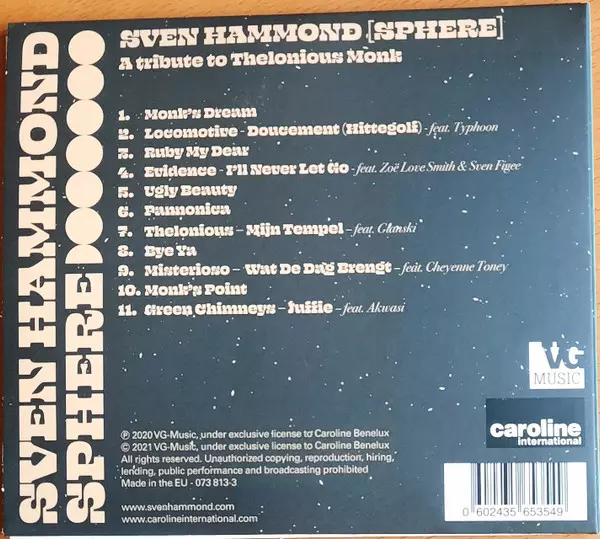 SVEN HAMMOND
SPHERE
SVEN HAMMOND [SPHERE]
A tribute to Thelonious Monk
1. Monk's Dream
2. Locomotive - Doucement (Hittegolf) - feat. Typhoon
3. Ruby My Dear
4. Evidence - I'll Never Let Go - feat. Zoë Love Smith & Sven Figee
5. Ugly Beauty
6. Pannonica
7. Thelonious - Mijn Tempel - feat. Glanski
8. Bye Ya
9. Misterioso - Wat De Dag Brengt - feat. Cheyenne Toney
10. Monk's Point
11. Green Chimneys - Juffie - feat. Akwasi
VG
MUSIC
caroline
international
℗ 2020 VG-Music, under exclusive license to Caroline Benelux
© 2021 VG-Music, under exclusive license to Caroline Benelux
All rights reserved. Unauthorized copying, reproduction, hiring,
lending, public performance and broadcasting prohibited
Made in the EU - 073 813-3
www.svenhammond.com
www.carolineinternational.com
0 602435 653549